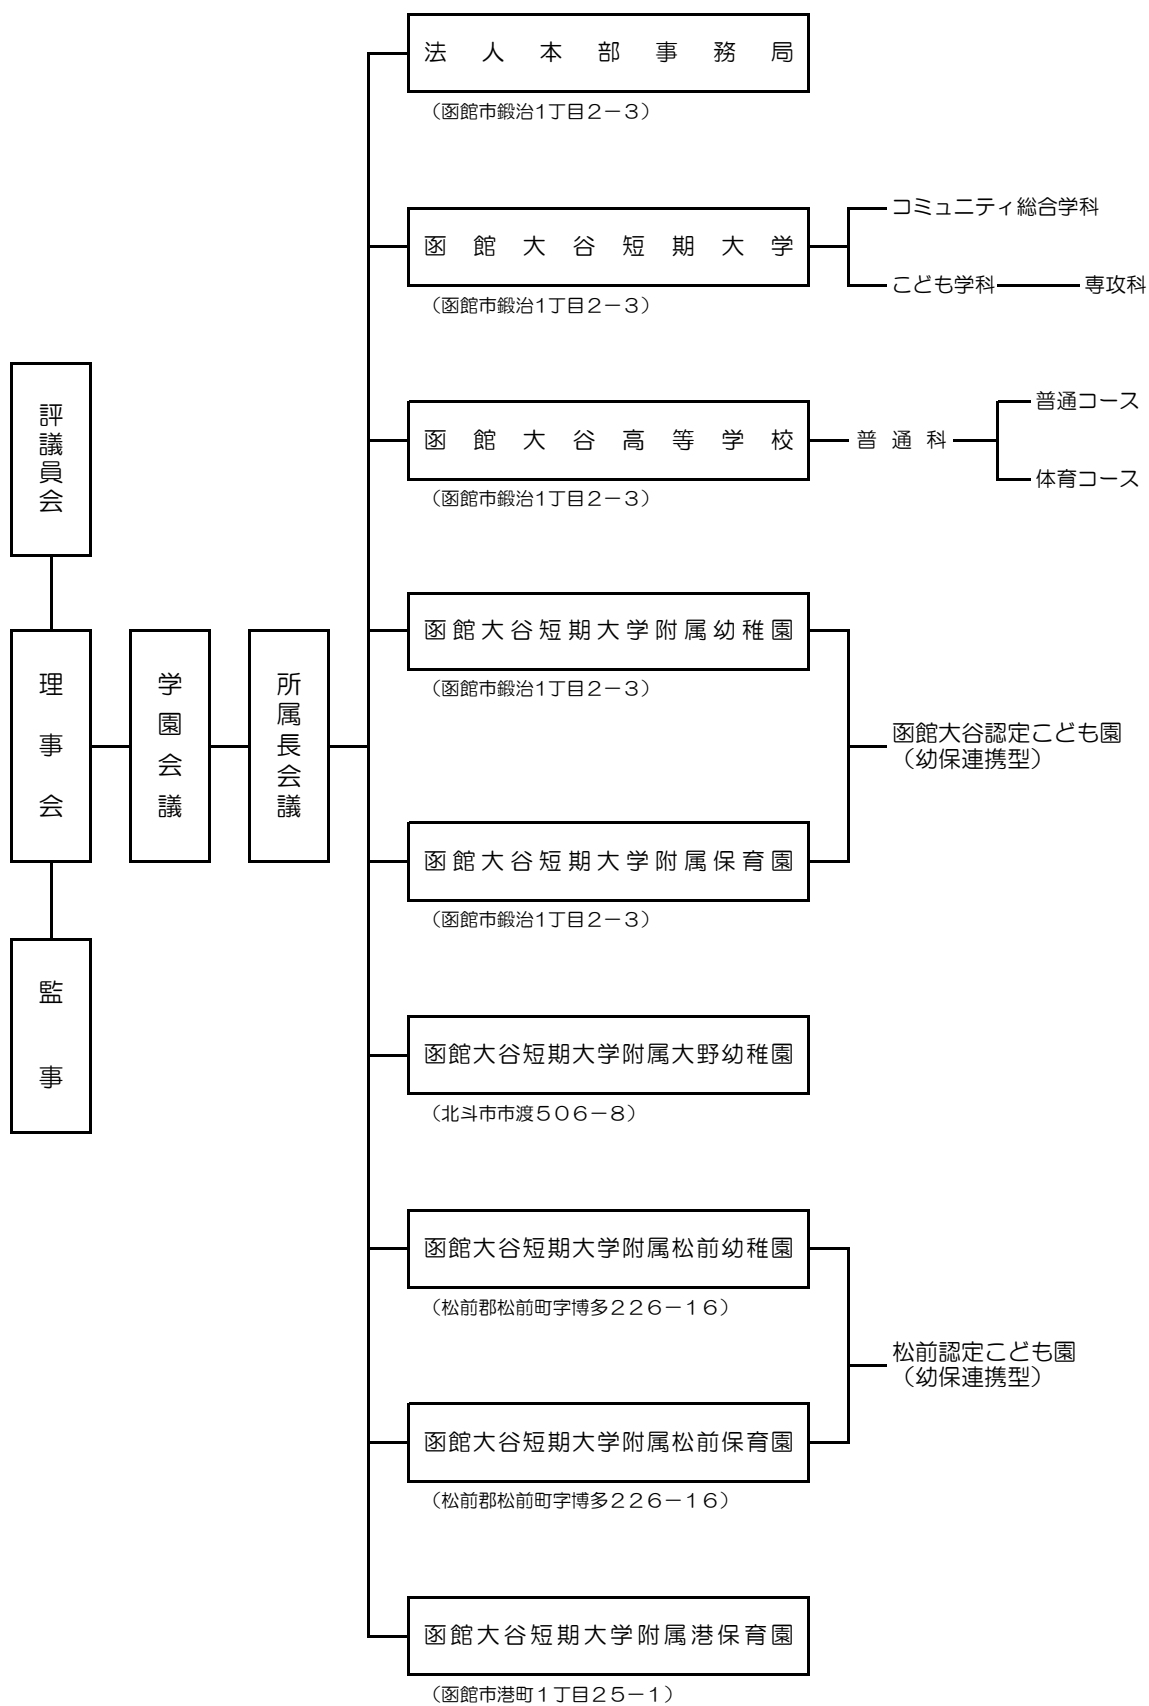 評議員会
理事会
監事
学園会議
所属長会議
法人本部事務局
（函館市鍛治1丁目２－３）
函館大谷短期大学
（函館市鍛治1丁目２－３）
コミュニティ総合学科
こども学科
専攻科
函館大谷高等学校
（函館市鍛治1丁目２－３）
普通科
普通コース
体育コース
函館大谷短期大学附属幼稚園
（函館市鍛治1丁目２－３）
函館大谷短期大学附属保育園
（函館市鍛治1丁目２－３）
函館大谷認定こども園
（幼保連携型）
函館大谷短期大学附属大野幼稚園
（北斗市市渡５０６－８）
函館大谷短期大学附属松前幼稚園
（松前郡松前町字博多２２６－１６）
函館大谷短期大学附属松前保育園
（松前郡松前町字博多２２６－１６）
松前認定こども園
（幼保連携型）
函館大谷短期大学附属港保育園
（函館市港町１丁目２５－１）